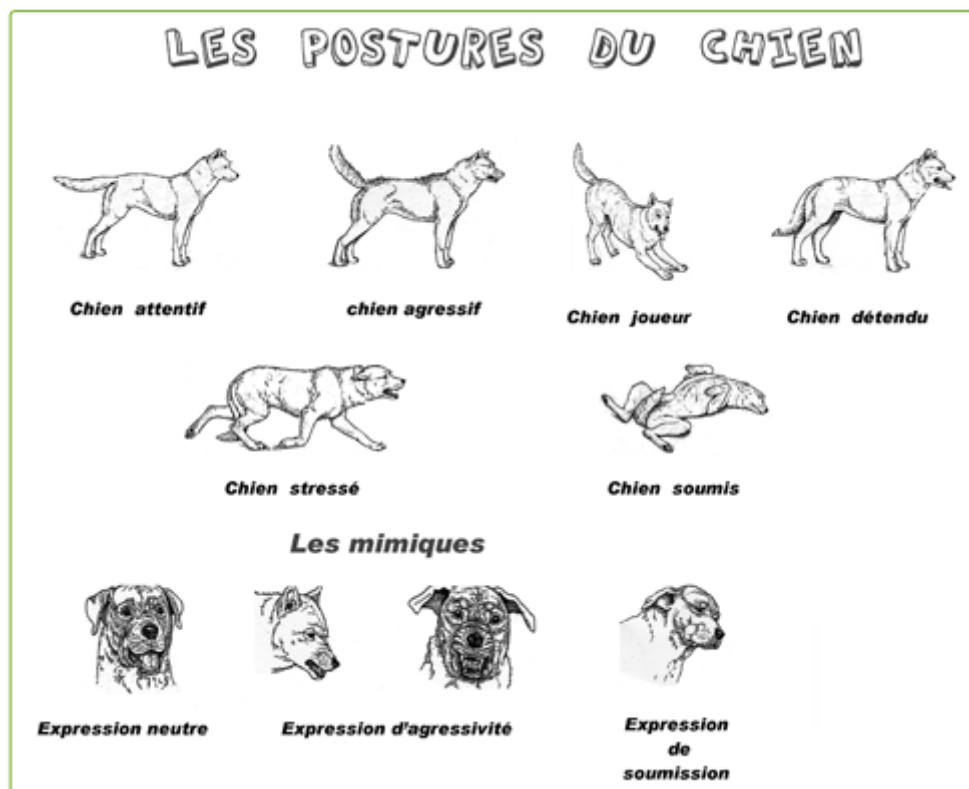 LES POSTURES DU CHIEN
Chien attentif
chien agressif
Chien joueur
Chien détendu
Chien stressé
Chien soumis
Les mimiques
Expression neutre
Expression d'agressivité
Expression
de
soumission